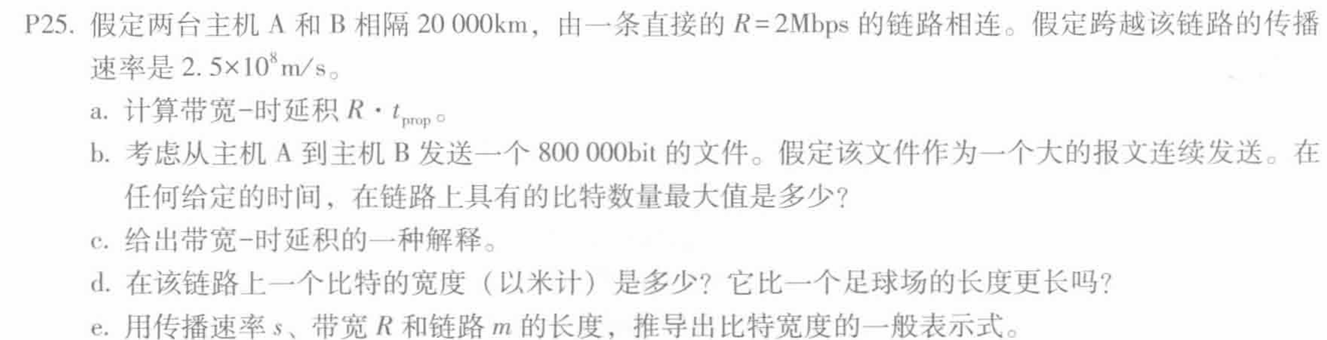 P25. 假定两台主机 A 和 B 相隔 20 000km，由一条直接的 R=2Mbps 的链路相连。假定跨越该链路的传播
速率是 2.5×10⁸m/s。
a. 计算带宽-时延积 R · tprop。
b. 考虑从主机 A 到主机 B 发送一个 800 000bit 的文件。假定该文件作为一个大的报文连续发送。在
任何给定的时间，在链路上具有的比特数量最大值是多少？
c. 给出带宽-时延积的一种解释。
d. 在该链路上一个比特的宽度（以米计）是多少？它比一个足球场的长度更长吗？
e. 用传播速率 s、带宽 R 和链路 m 的长度，推导出比特宽度的一般表示式。